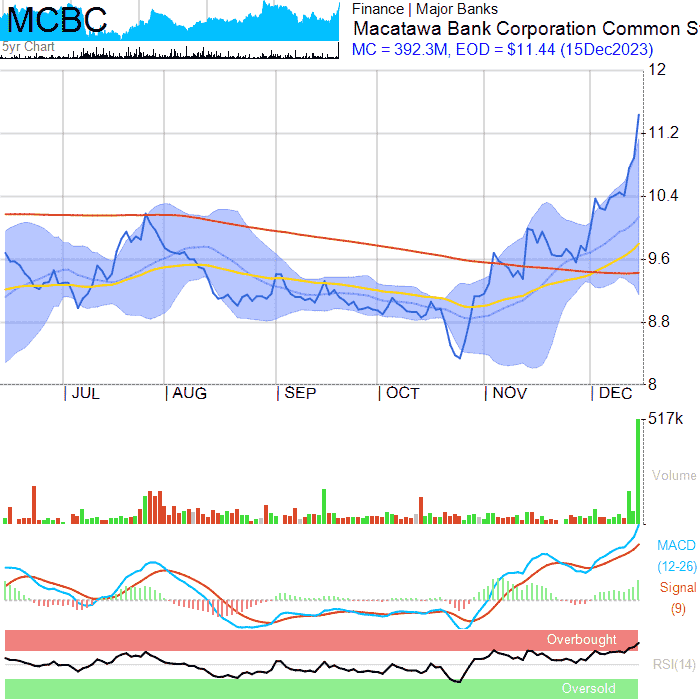 MCBC
5yr Chart
Finance | Major Banks
Macatawa Bank Corporation Common S
MC = 392.3M, EOD = $11.44 (15Dec2023)
12
11.2
10.4
9.6
8.8
8
JUL AUG SEP OCT NOV DEC
517k
Volume
MACD
(12-26)
Signal
(9)
Overbought
RSI(14)
Oversold